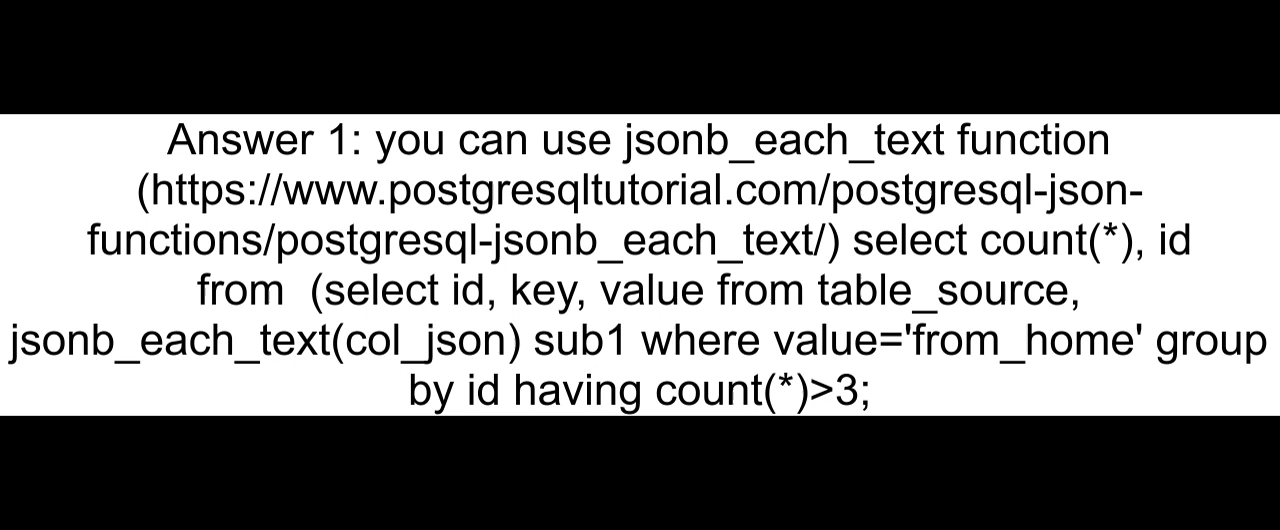 Answer 1: you can use jsonb_each_text function
(https://www.postgresqltutorial.com/postgresql-json-
functions/postgresql-jsonb_each_text/) select count(*), id
from  (select id, key, value from table_source,
jsonb_each_text(col_json) sub1 where value='from_home' group
by id having count(*)>3;